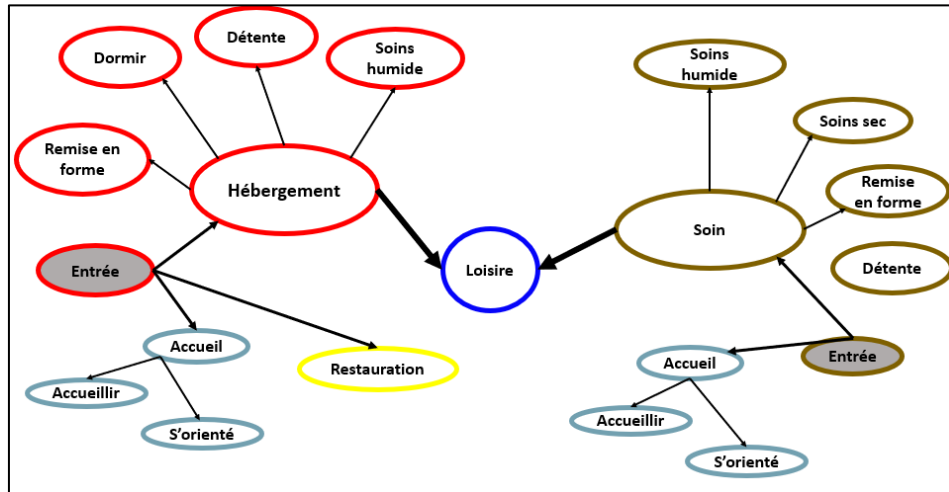 Dormir
Détente
Soins
humide
Remise en
forme
Hébergement
Entrée
Accueil
Accueillir
S'orienté
Restauration
Loisire
Soins
humide
Soins sec
Remise
en forme
Soin
Détente
Entrée
Accueil
Accueillir
S'orienté